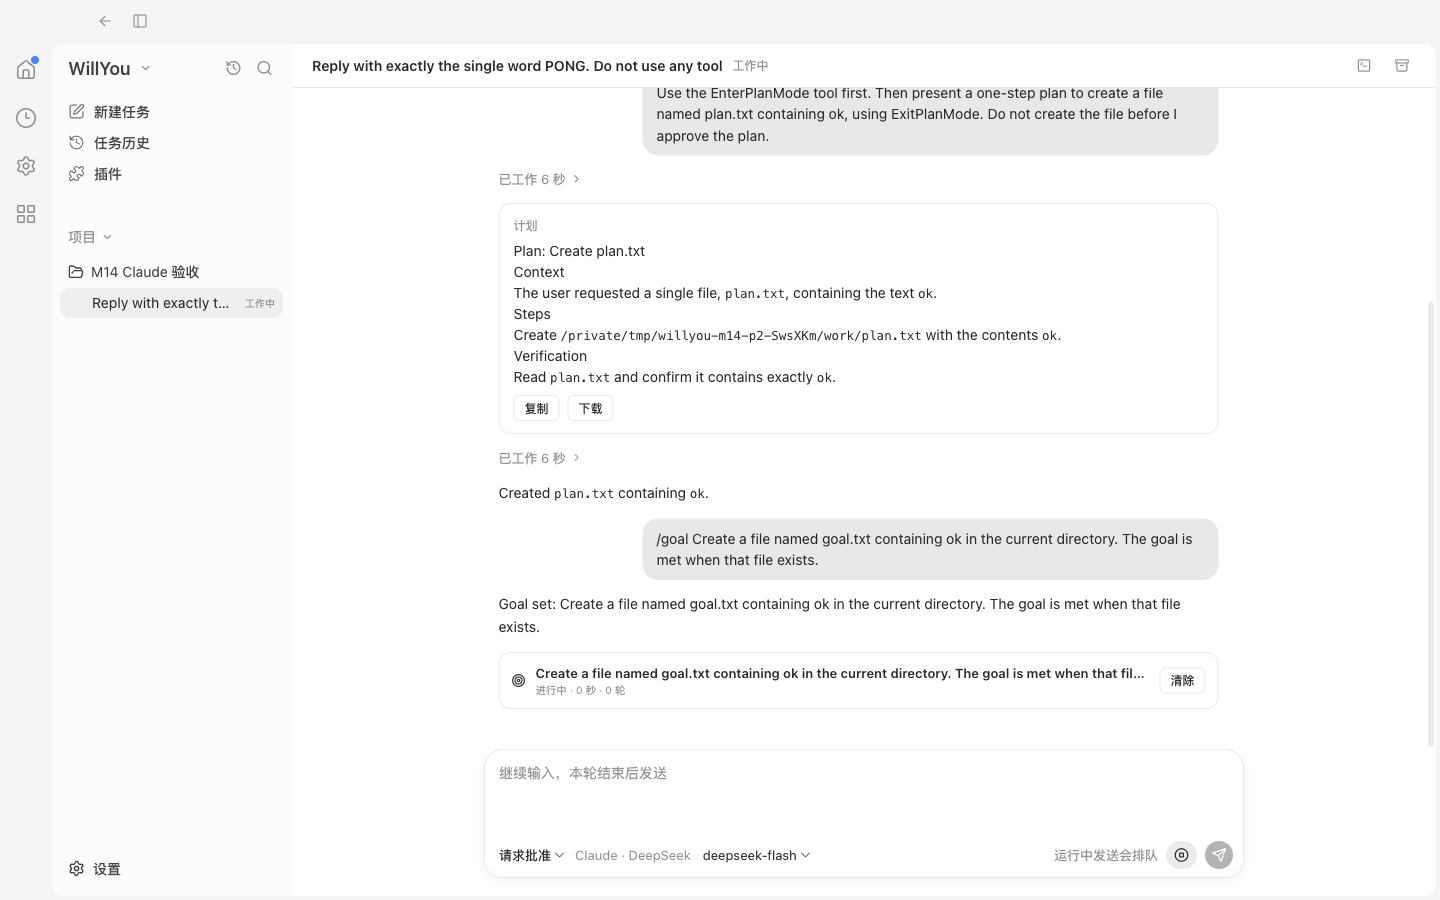 WillYou
新建任务
任务历史
插件
项目
M14 Claude 验收
Reply with exactly t... 工作中
设置
Reply with exactly the single word PONG. Do not use any tool 工作中
Use the EnterPlanMode tool first. Then present a one-step plan to create a file
named plan.txt containing ok, using ExitPlanMode. Do not create the file before I
approve the plan.
已工作 6 秒
计划
Plan: Create plan.txt
Context
The user requested a single file, plan.txt, containing the text ok.
Steps
Create /private/tmp/willyou-m14-p2-SwsXKm/work/plan.txt with the contents ok.
Verification
Read plan.txt and confirm it contains exactly ok.
复制 下载
已工作 6 秒
Created plan.txt containing ok.
/goal Create a file named goal.txt containing ok in the current directory. The goal is
met when that file exists.
Goal set: Create a file named goal.txt containing ok in the current directory. The goal is met when that file
exists.
Create a file named goal.txt containing ok in the current directory. The goal is met when that fil...
进行中 · 0 秒 · 0 轮
清除
继续输入，本轮结束后发送
请求批准 Claude · DeepSeek deepseek-flash 运行中发送会排队